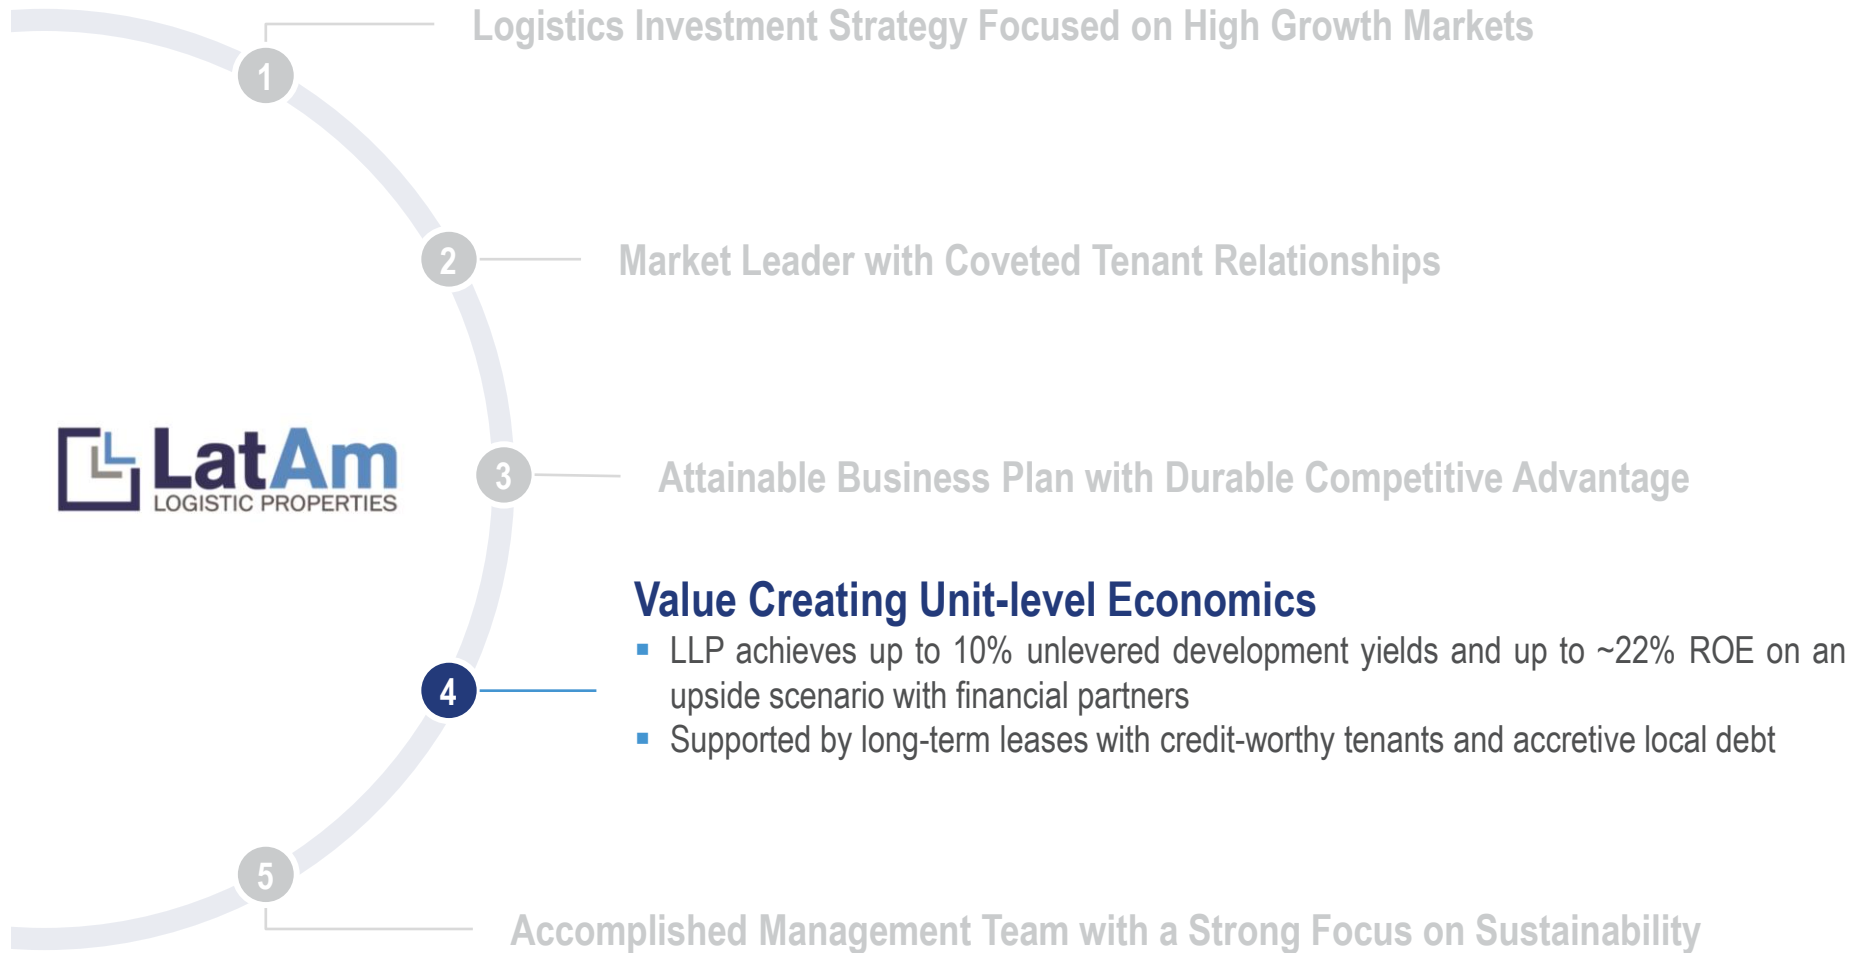 Logistics Investment Strategy Focused on High Growth Markets
1
2
Market Leader with Coveted Tenant Relationships
LatAm
LOGISTIC PROPERTIES
3
Attainable Business Plan with Durable Competitive Advantage
Value Creating Unit-level Economics
▪ LLP achieves up to 10% unlevered development yields and up to ~22% ROE on an
upside scenario with financial partners
▪ Supported by long-term leases with credit-worthy tenants and accretive local debt
4
5
Accomplished Management Team with a Strong Focus on Sustainability